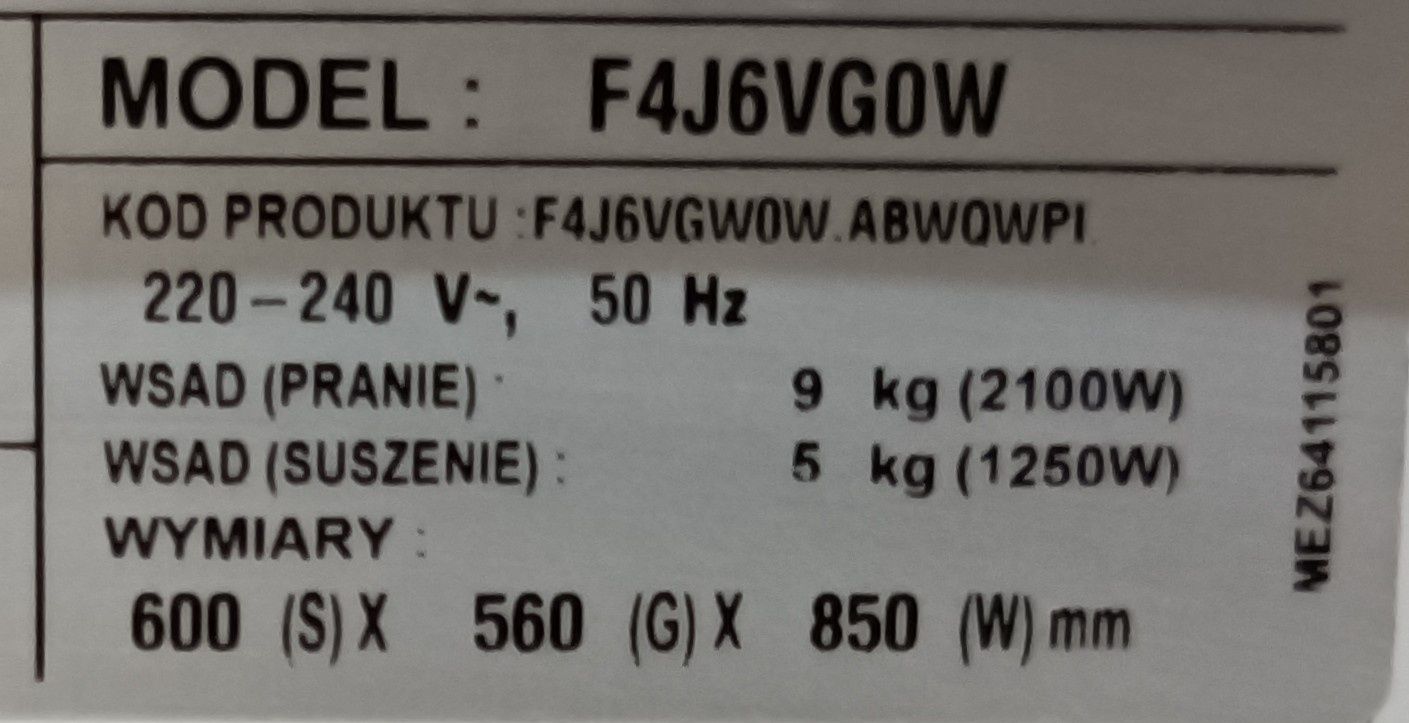 MODEL : F4J6VG0W
KOD PRODUKTU :F4J6VGW0W.ABWQWPI
220–240 V~, 50 Hz
WSAD (PRANIE) : 9 kg (2100W)
WSAD (SUSZENIE) : 5 kg (1250W)
WYMIARY :
600 (S) X 560 (G) X 850 (W) mm
MEZ64115801